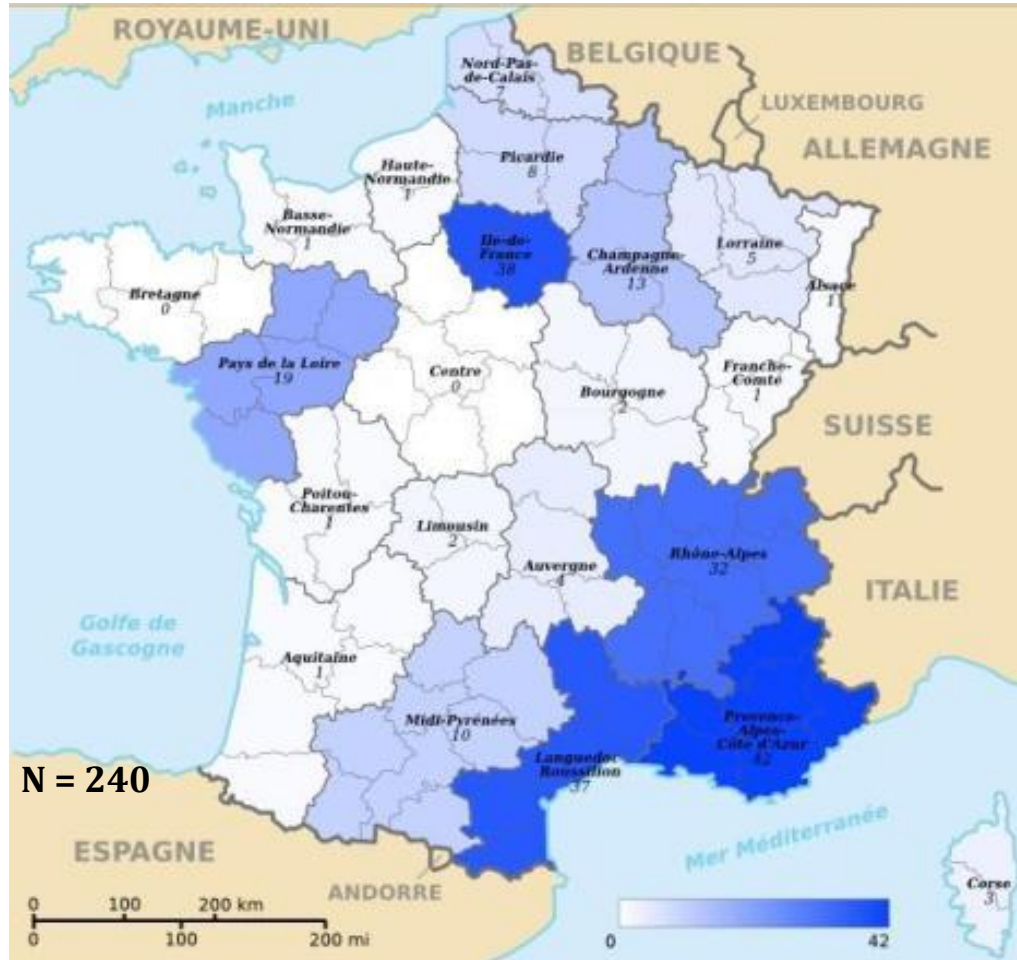 ROYAUME-UNI
BELGIQUE
LUXEMBOURG
ALLEMAGNE
Manche
Nord-Pas-
de-Calais
7
Picardie
8
Haute-
Normandie
1
Basse-
Normandie
1
Ile-de-
France
38
Champagne-
Ardenne
13
Lorraine
5
Alsace
1
Bretagne
0
Pays de la Loire
19
Centre
0
Bourgogne
2
Franche-
Comté
1
SUISSE
Poitou-
Charentes
1
Limousin
2
Auvergne
4
Rhône-Alpes
32
ITALIE
Golfe de
Gascogne
Aquitaine
1
Midi-Pyrénées
10
Languedoc
Roussillon
37
Provence-
Alpes-
Côte d'Azur
42
N = 240
ESPAGNE
ANDORRE
Mer Méditerranée
Corse
3
0 100 200 km
0 100 200 mi
0 42